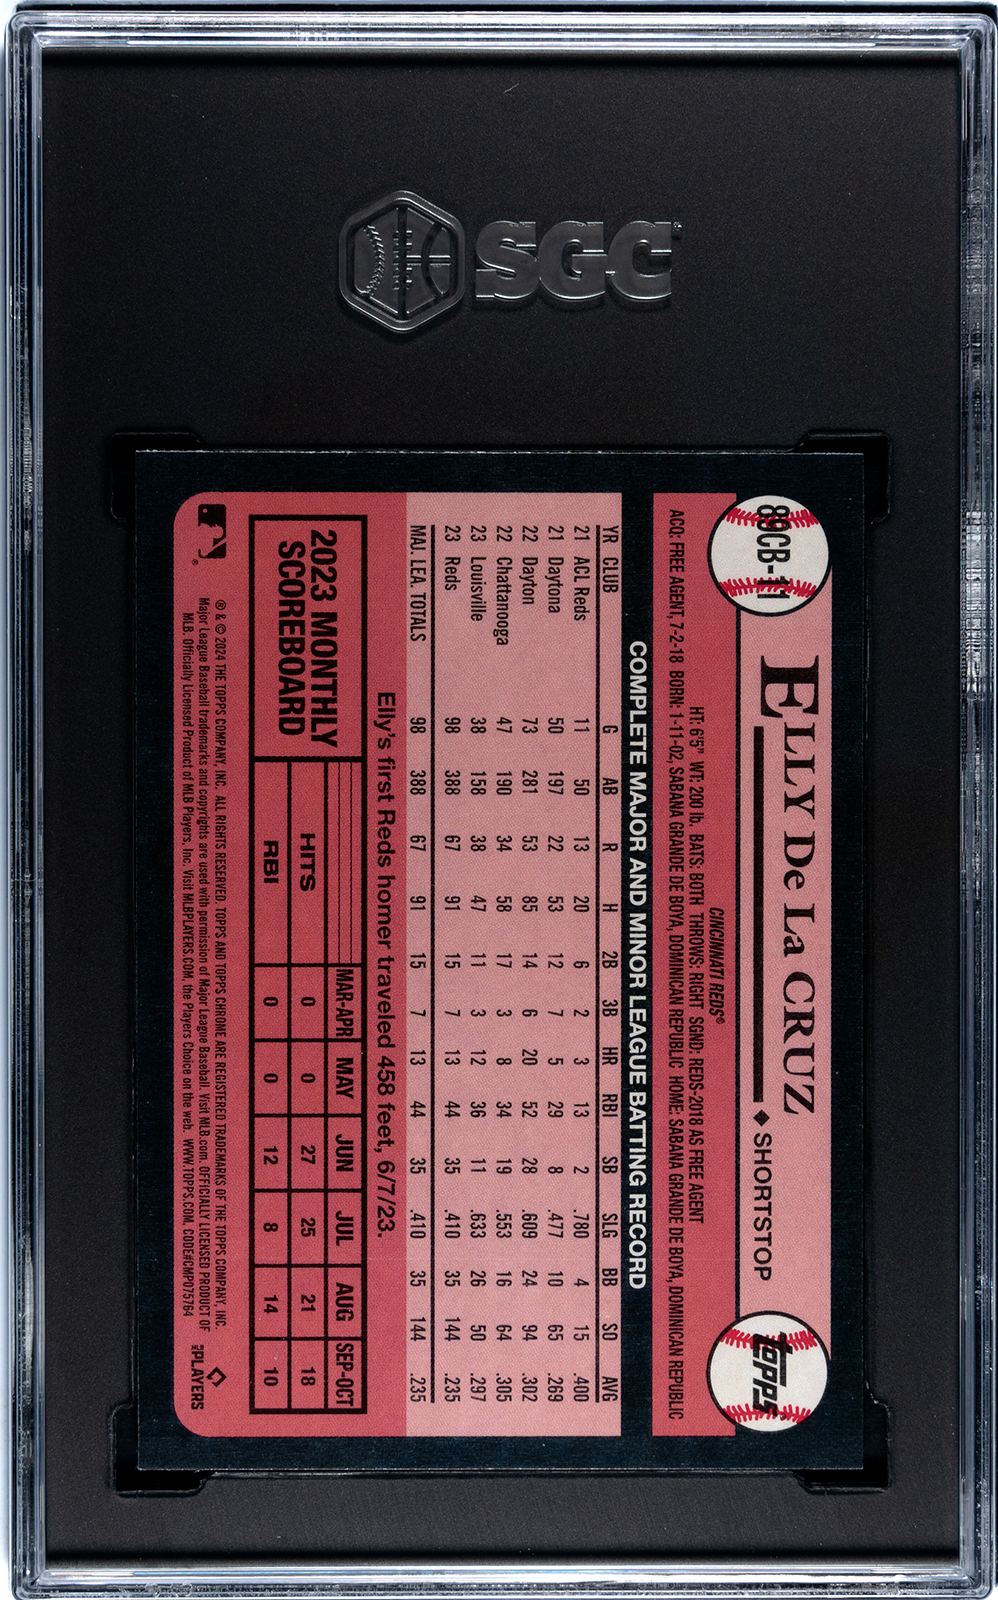 SGC
89CB-11
ELLY De La CRUZ ◆ SHORTSTOP
topps
CINCINNATI REDS®
HT: 6'5" WT: 200 lb. BATS: BOTH THROWS: RIGHT SGND: REDS-2018 AS FREE AGENT
ACQ: FREE AGENT, 7-2-18 BORN: 1-11-02, SABANA GRANDE DE BOYA, DOMINICAN REPUBLIC HOME: SABANA GRANDE DE BOYA, DOMINICAN REPUBLIC
COMPLETE MAJOR AND MINOR LEAGUE BATTING RECORD
YR CLUB G AB R H 2B 3B HR RBI SB SLG BB SO AVG
21 ACL Reds 11 50 13 20 6 2 3 13 2 .780 4 15 .400
21 Daytona 50 197 22 53 12 7 5 29 8 .477 10 65 .269
22 Dayton 73 281 53 85 14 6 20 52 28 .609 24 94 .302
22 Chattanooga 47 190 34 58 17 3 8 34 19 .553 16 64 .305
23 Louisville 38 158 38 47 11 3 12 36 11 .633 26 50 .297
23 Reds 98 388 67 91 15 7 13 44 35 .410 35 144 .235
MAJ. LEA. TOTALS 98 388 67 91 15 7 13 44 35 .410 35 144 .235
Elly's first Reds homer traveled 458 feet, 6/7/23.
2023 MONTHLY
SCOREBOARD
MAR-APR MAY JUN JUL AUG SEP-OCT
HITS 0 0 27 25 21 18
RBI 0 0 12 8 14 10
® & © 2024 THE TOPPS COMPANY, INC. ALL RIGHTS RESERVED. TOPPS AND TOPPS CHROME ARE REGISTERED TRADEMARKS OF THE TOPPS COMPANY, INC.
Major League Baseball trademarks and copyrights are used with permission of Major League Baseball. Visit MLB.com. OFFICIALLY LICENSED PRODUCT OF
MLB. Officially Licensed Product of MLB Players, Inc. Visit MLBPLAYERS.COM, the Players Choice on the web. WWW.TOPPS.COM. CODE#CMP075764
MLB PLAYERS